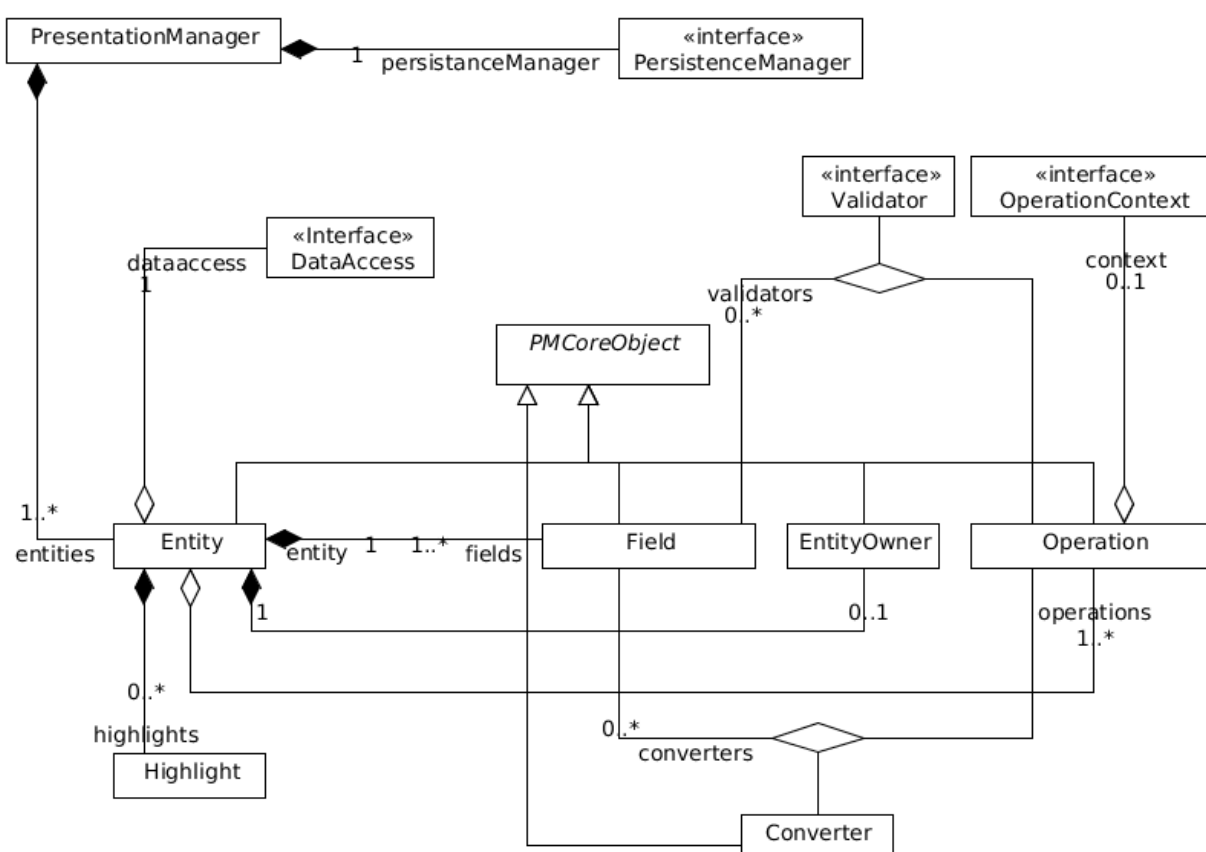 PresentationManager
1
persistanceManager
«interface»
PersistenceManager
«interface»
Validator
«interface»
OperationContext
«Interface»
DataAccess
dataaccess
1
context
0..1
validators
0..*
PMCoreObject
1..*
entities
Entity
entity
1
1..*
fields
Field
EntityOwner
Operation
1
0..1
operations
1..*
0..*
highlights
Highlight
0..*
converters
Converter